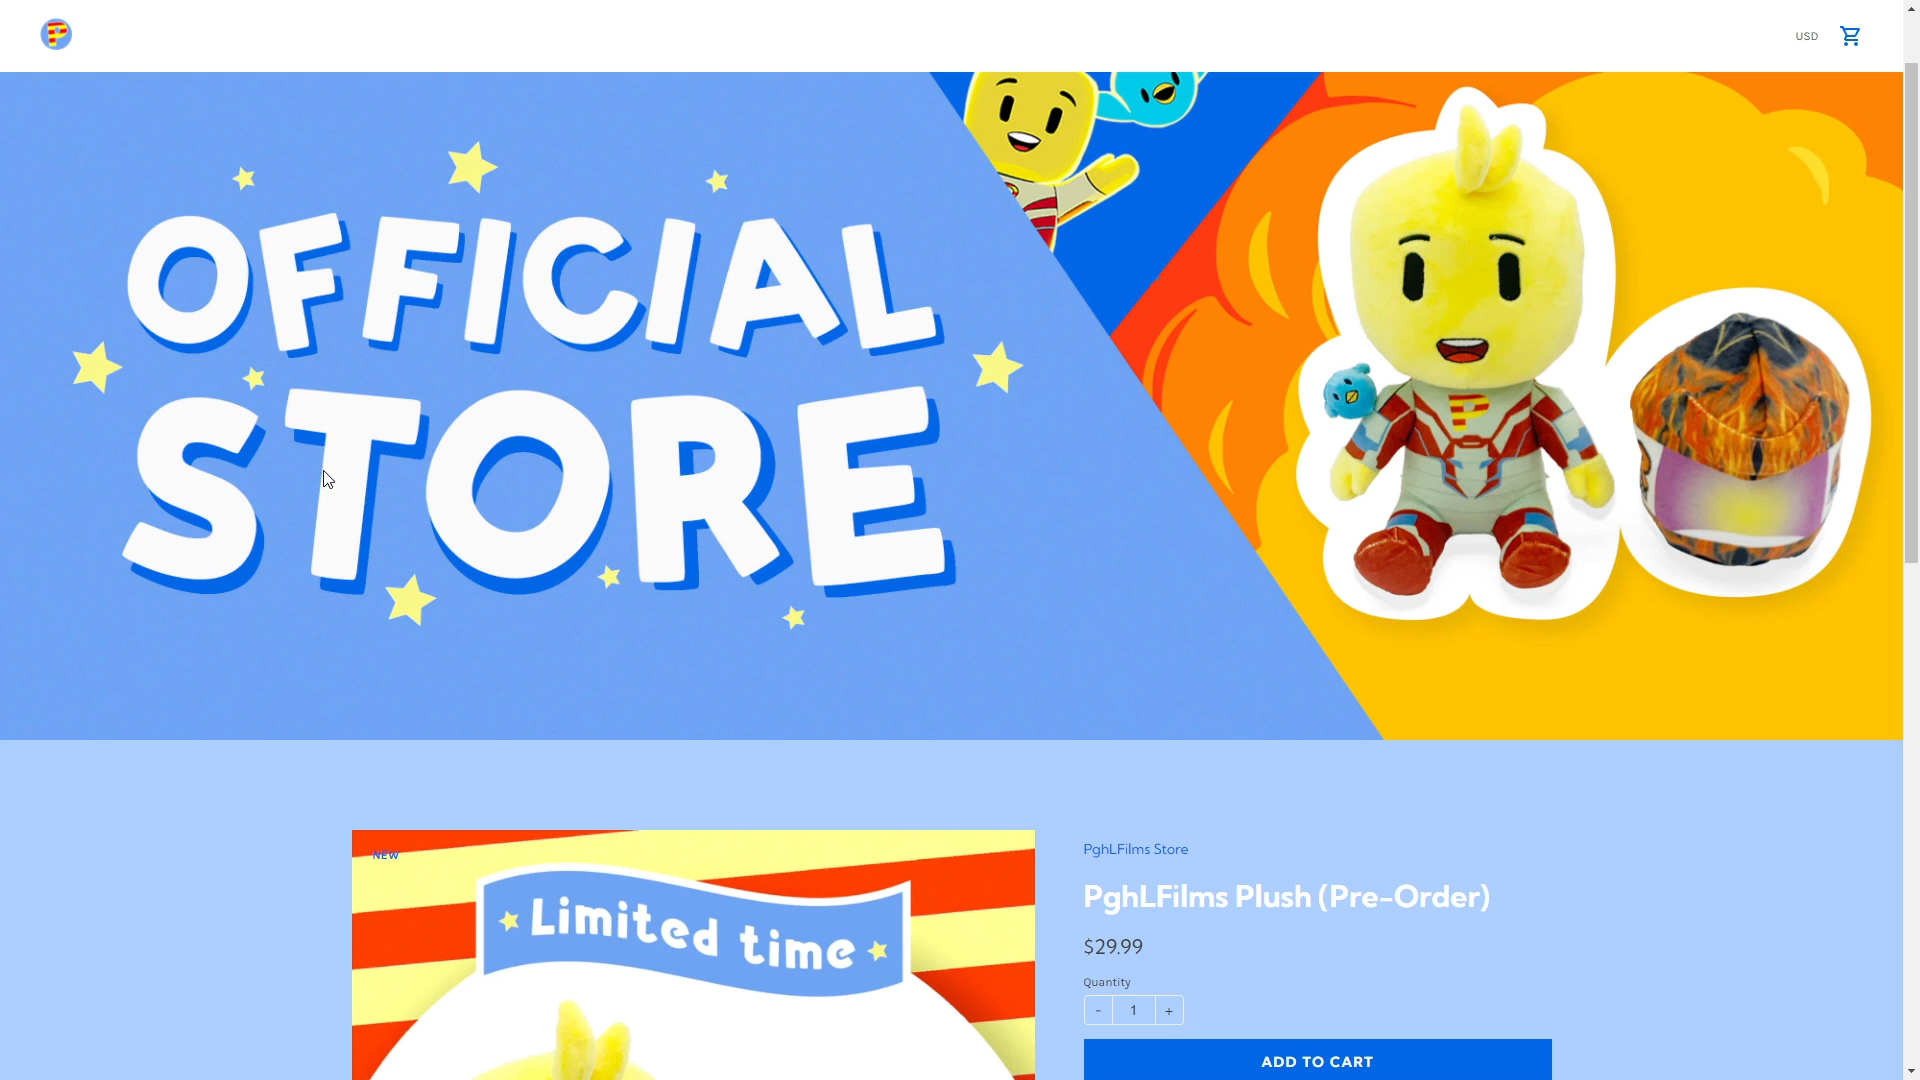 P
USD
OFFICIAL
STORE
P
NEW
Limited time
PghLFilms Store
PghLFilms Plush (Pre-Order)
$29.99
Quantity
- 1 +
ADD TO CART